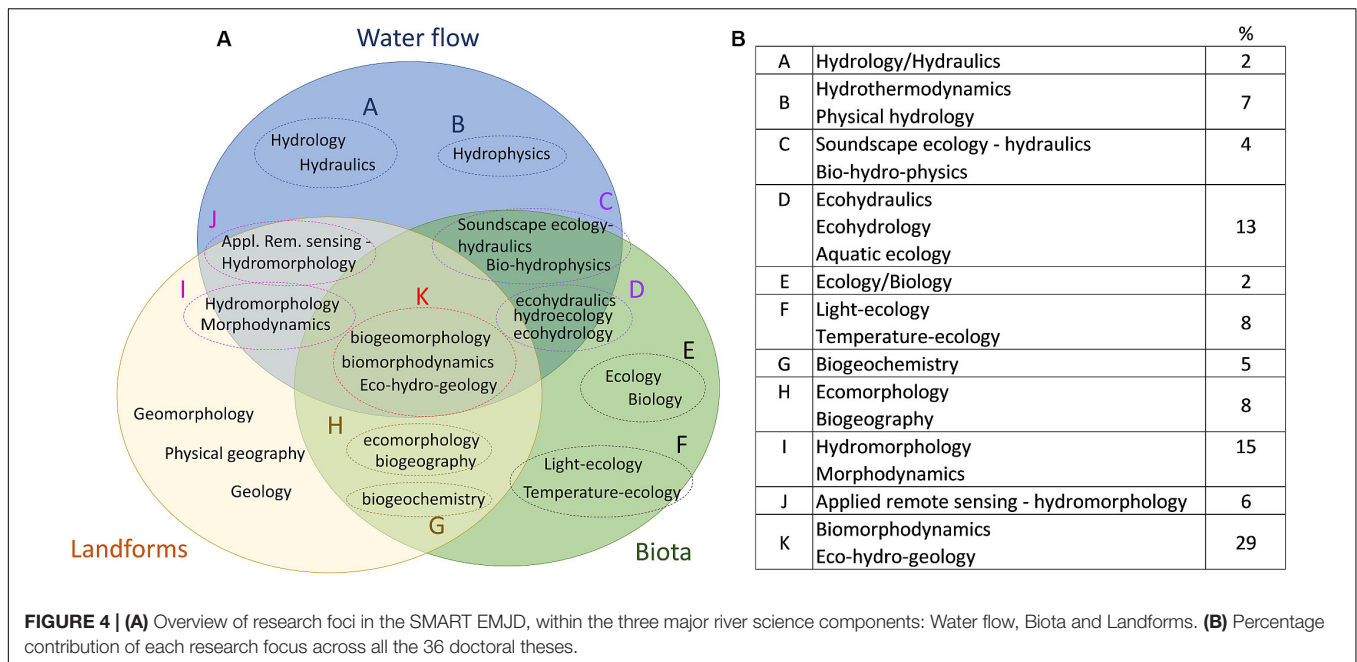 A
Water flow
A
Hydrology
Hydraulics
B
Hydrophysics
C
Soundscape ecology-
hydraulics
Bio-hydrophysics
J
Appl. Rem. sensing -
Hydromorphology
I
Hydromorphology
Morphodynamics
K
biogeomorphology
biomorphodynamics
Eco-hydro-geology
D
ecohydraulics
hydroecology
ecohydrology
E
Ecology
Biology
Geomorphology
Physical geography
Geology
H
ecomorphology
biogeography
biogeochemistry
G
F
Light-ecology
Temperature-ecology
Landforms
Biota
B
%
A Hydrology/Hydraulics 2
B Hydrothermodynamics 7
Physical hydrology
C Soundscape ecology - hydraulics 4
Bio-hydro-physics
D Ecohydraulics
Ecohydrology 13
Aquatic ecology
E Ecology/Biology 2
F Light-ecology 8
Temperature-ecology
G Biogeochemistry 5
H Ecomorphology 8
Biogeography
I Hydromorphology 15
Morphodynamics
J Applied remote sensing - hydromorphology 6
K Biomorphodynamics 29
Eco-hydro-geology
FIGURE 4 | (A) Overview of research foci in the SMART EMJD, within the three major river science components: Water flow, Biota and Landforms. (B) Percentage
contribution of each research focus across all the 36 doctoral theses.